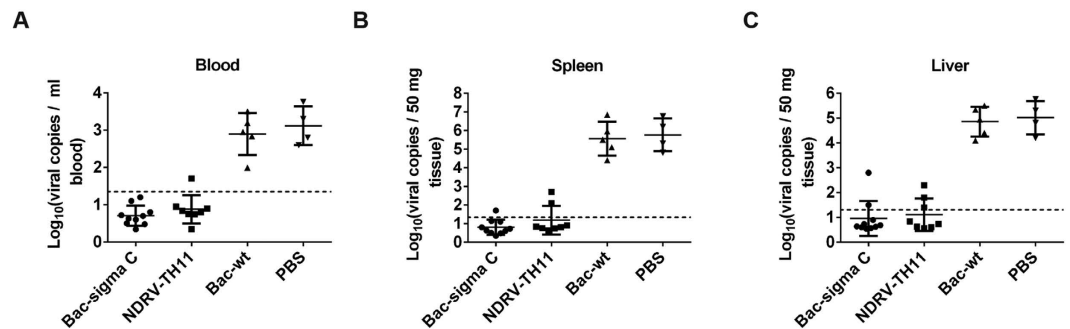 A
Blood
Log10(viral copies / ml
blood)
4
3
2
1
0
Bac-sigma C
NDRV-TH11
Bac-wt
PBS
B
Spleen
Log10(viral copies / 50 mg
tissue)
8
7
6
5
4
3
2
1
0
Bac-sigma C
NDRV-TH11
Bac-wt
PBS
C
Liver
Log10(viral copies / 50 mg
tissue)
6
5
4
3
2
1
0
Bac-sigma C
NDRV-TH11
Bac-wt
PBS